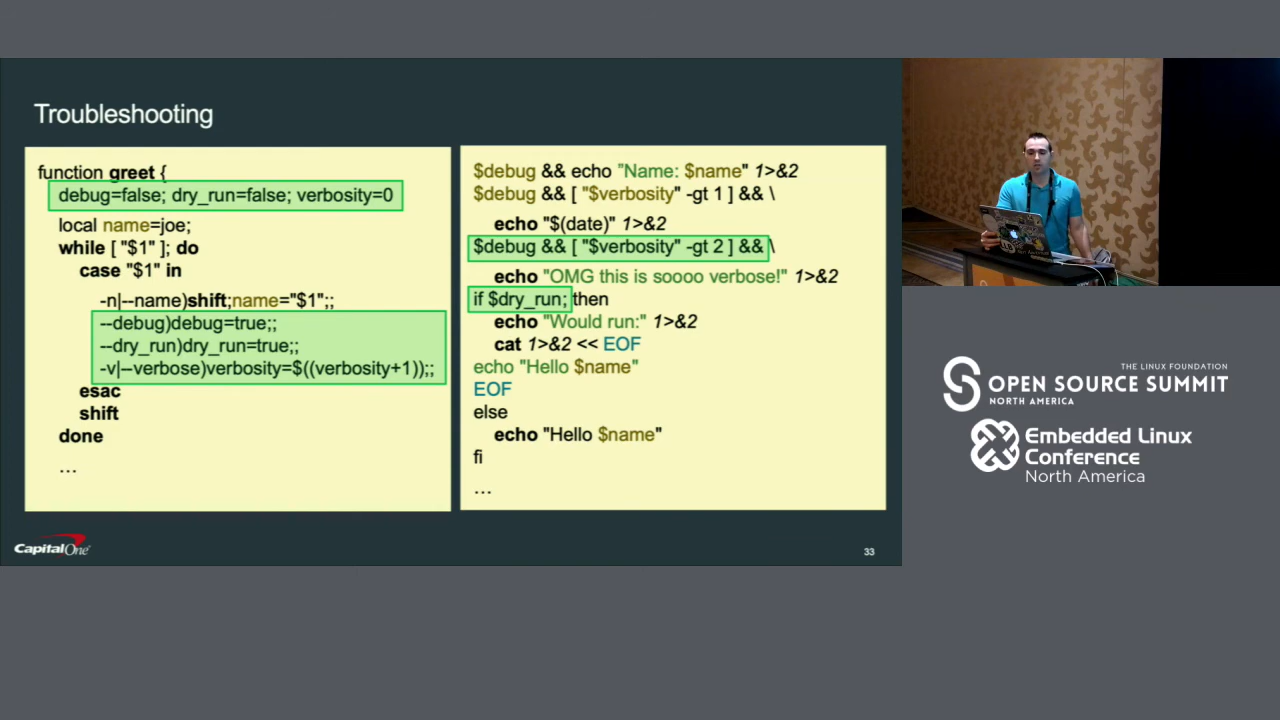 Troubleshooting
function greet {
debug=false; dry_run=false; verbosity=0
local name=joe;
while [ "$1" ]; do
case "$1" in
-n|--name)shift;name="$1";;
--debug)debug=true;;
--dry_run)dry_run=true;;
-v|--verbose)verbosity=$((verbosity+1));;
esac
shift
done
…
$debug && echo "Name: $name" 1>&2
$debug && [ "$verbosity" -gt 1 ] && \
echo "$(date)" 1>&2
$debug && [ "$verbosity" -gt 2 ] && \
echo "OMG this is soooo verbose!" 1>&2
if $dry_run; then
echo "Would run:" 1>&2
cat 1>&2 << EOF
echo "Hello $name"
EOF
else
echo "Hello $name"
fi
…
Capital One
33
THE LINUX FOUNDATION
OPEN SOURCE SUMMIT
NORTH AMERICA
Embedded Linux
Conference
North America